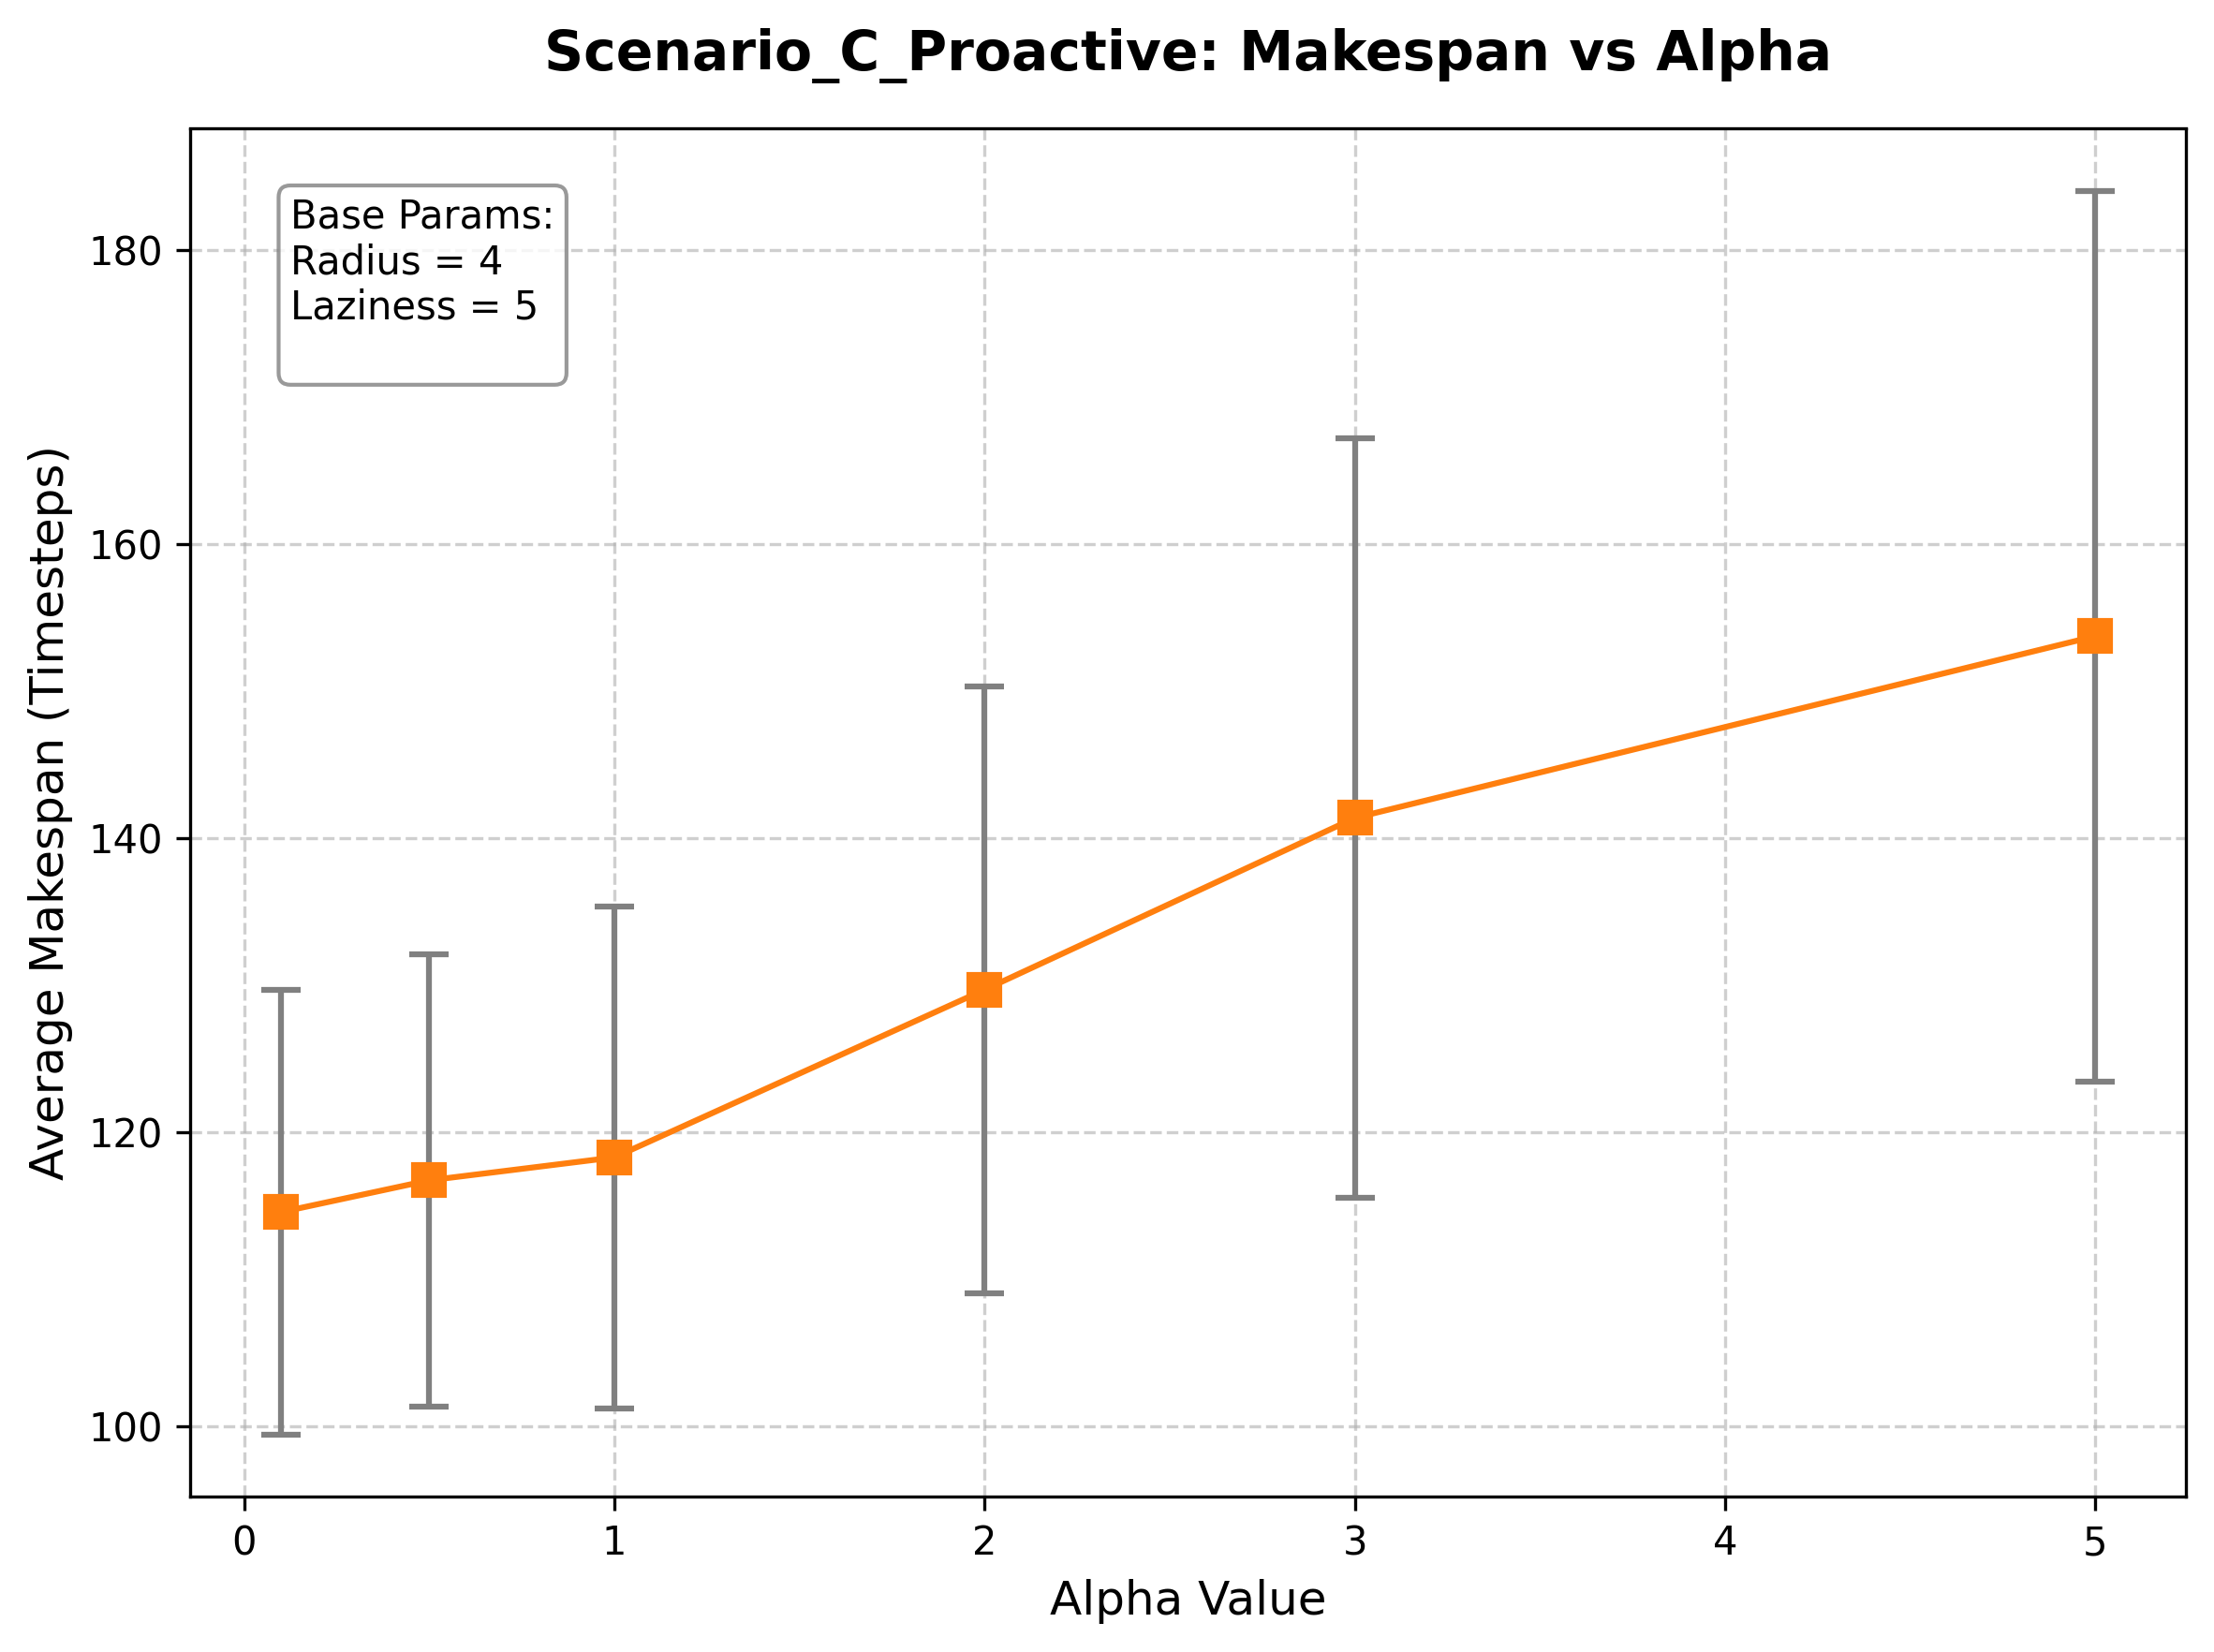 Scenario_C_Proactive: Makespan vs Alpha
Base Params:
Radius = 4
Laziness = 5
Average Makespan (Timesteps)
180
160
140
120
100
0 1 2 3 4 5
Alpha Value